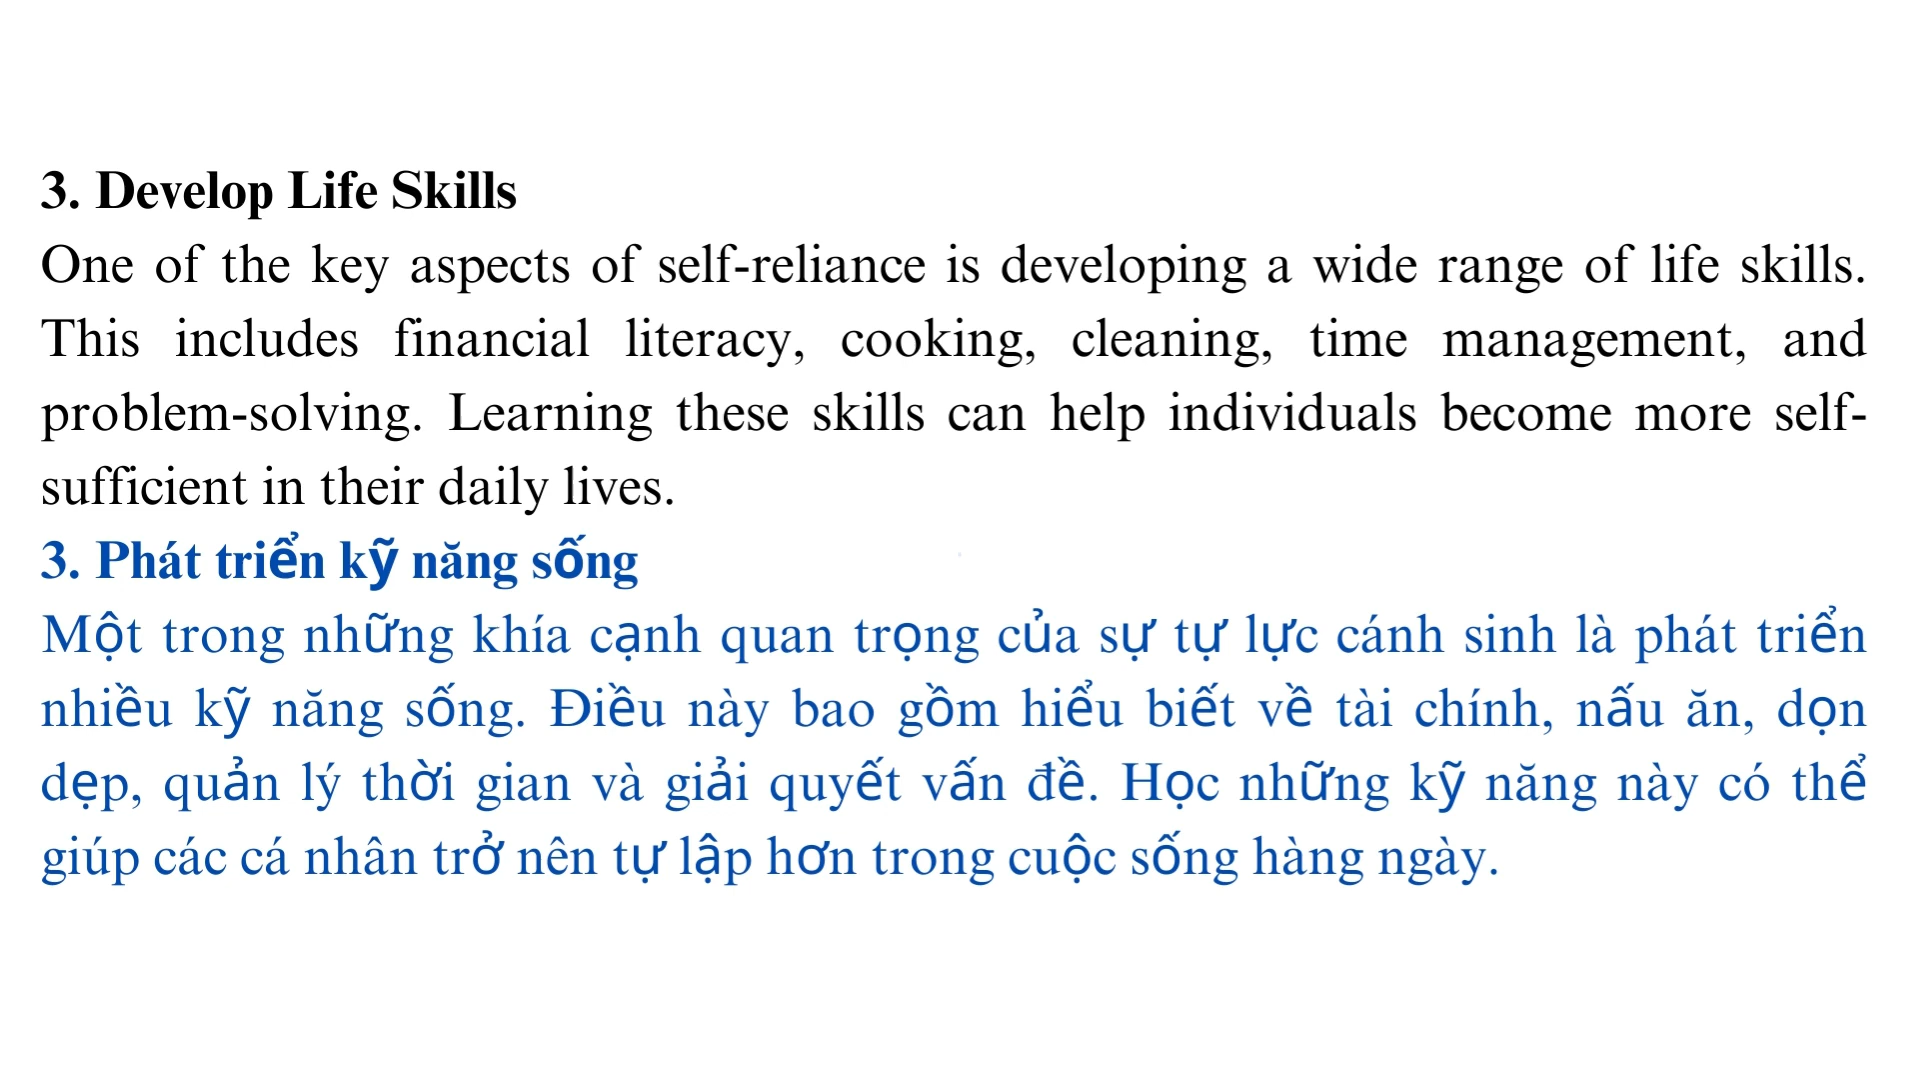 3. Develop Life Skills
One of the key aspects of self-reliance is developing a wide range of life skills.
This includes financial literacy, cooking, cleaning, time management, and
problem-solving. Learning these skills can help individuals become more self-
sufficient in their daily lives.
3. Phát triển kỹ năng sống
Một trong những khía cạnh quan trọng của sự tự lực cánh sinh là phát triển
nhiều kỹ năng sống. Điều này bao gồm hiểu biết về tài chính, nấu ăn, dọn
dẹp, quản lý thời gian và giải quyết vấn đề. Học những kỹ năng này có thể
giúp các cá nhân trở nên tự lập hơn trong cuộc sống hàng ngày.